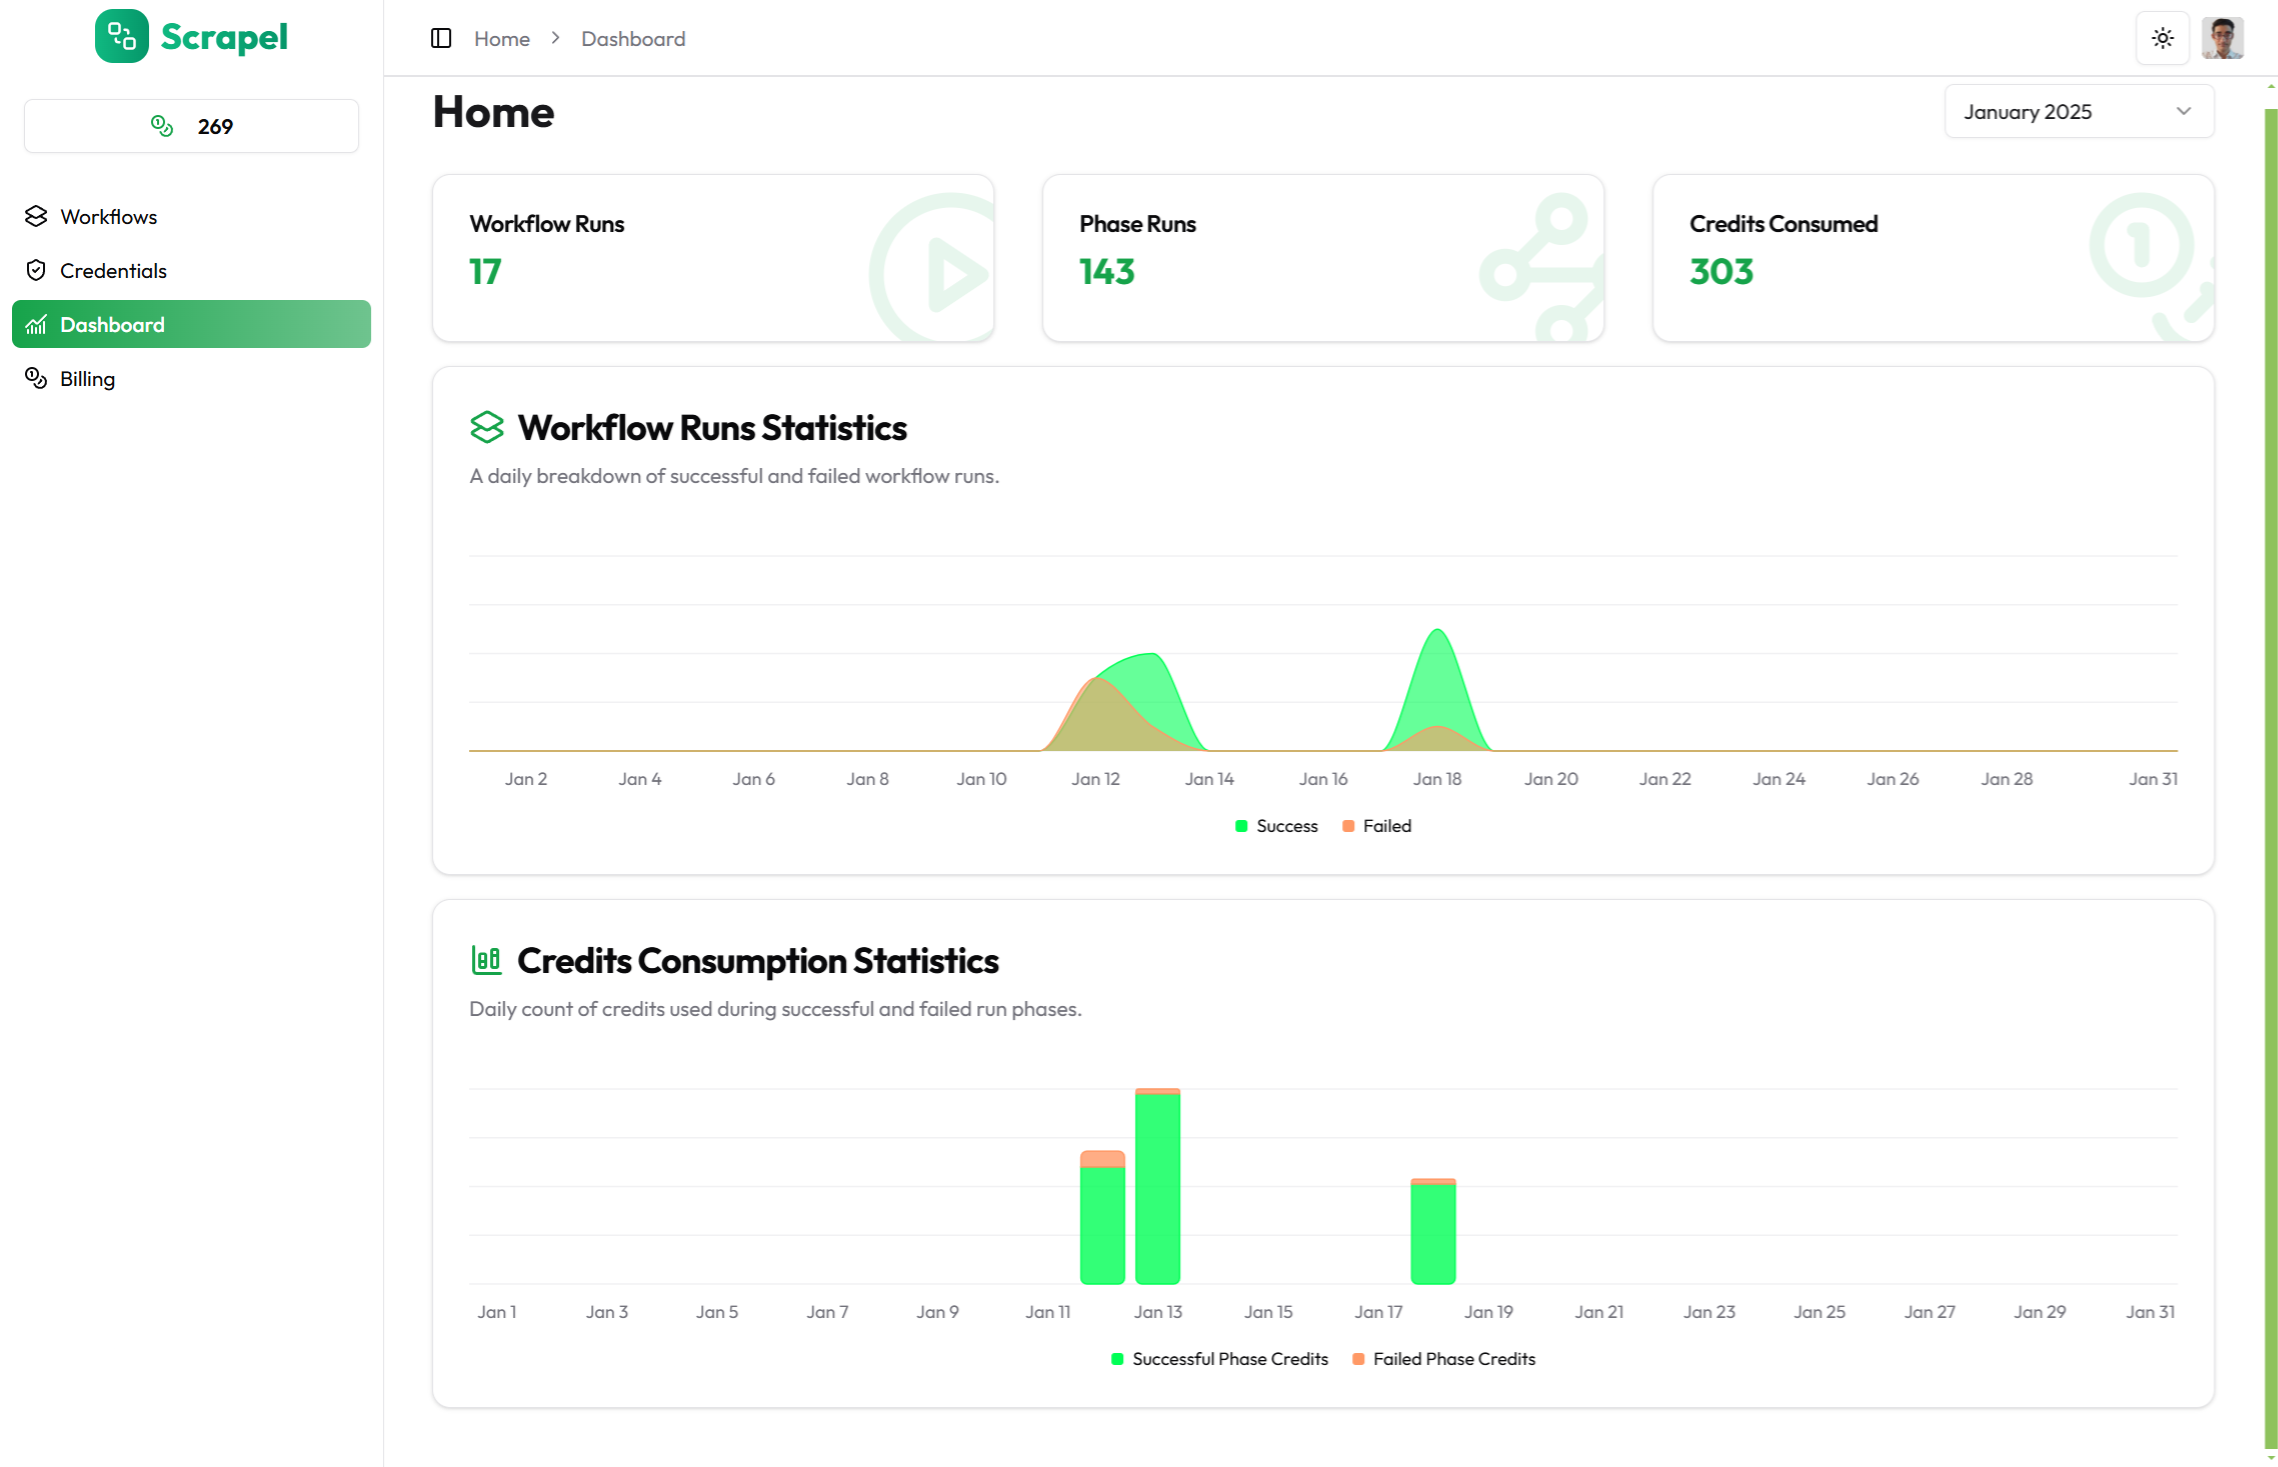 Scrapel
269
Workflows
Credentials
Dashboard
Billing
Home > Dashboard
Home
January 2025
Workflow Runs
17
Phase Runs
143
Credits Consumed
303
Workflow Runs Statistics
A daily breakdown of successful and failed workflow runs.
Jan 2 Jan 4 Jan 6 Jan 8 Jan 10 Jan 12 Jan 14 Jan 16 Jan 18 Jan 20 Jan 22 Jan 24 Jan 26 Jan 28 Jan 31
Success Failed
Credits Consumption Statistics
Daily count of credits used during successful and failed run phases.
Jan 1 Jan 3 Jan 5 Jan 7 Jan 9 Jan 11 Jan 13 Jan 15 Jan 17 Jan 19 Jan 21 Jan 23 Jan 25 Jan 27 Jan 29 Jan 31
Successful Phase Credits Failed Phase Credits